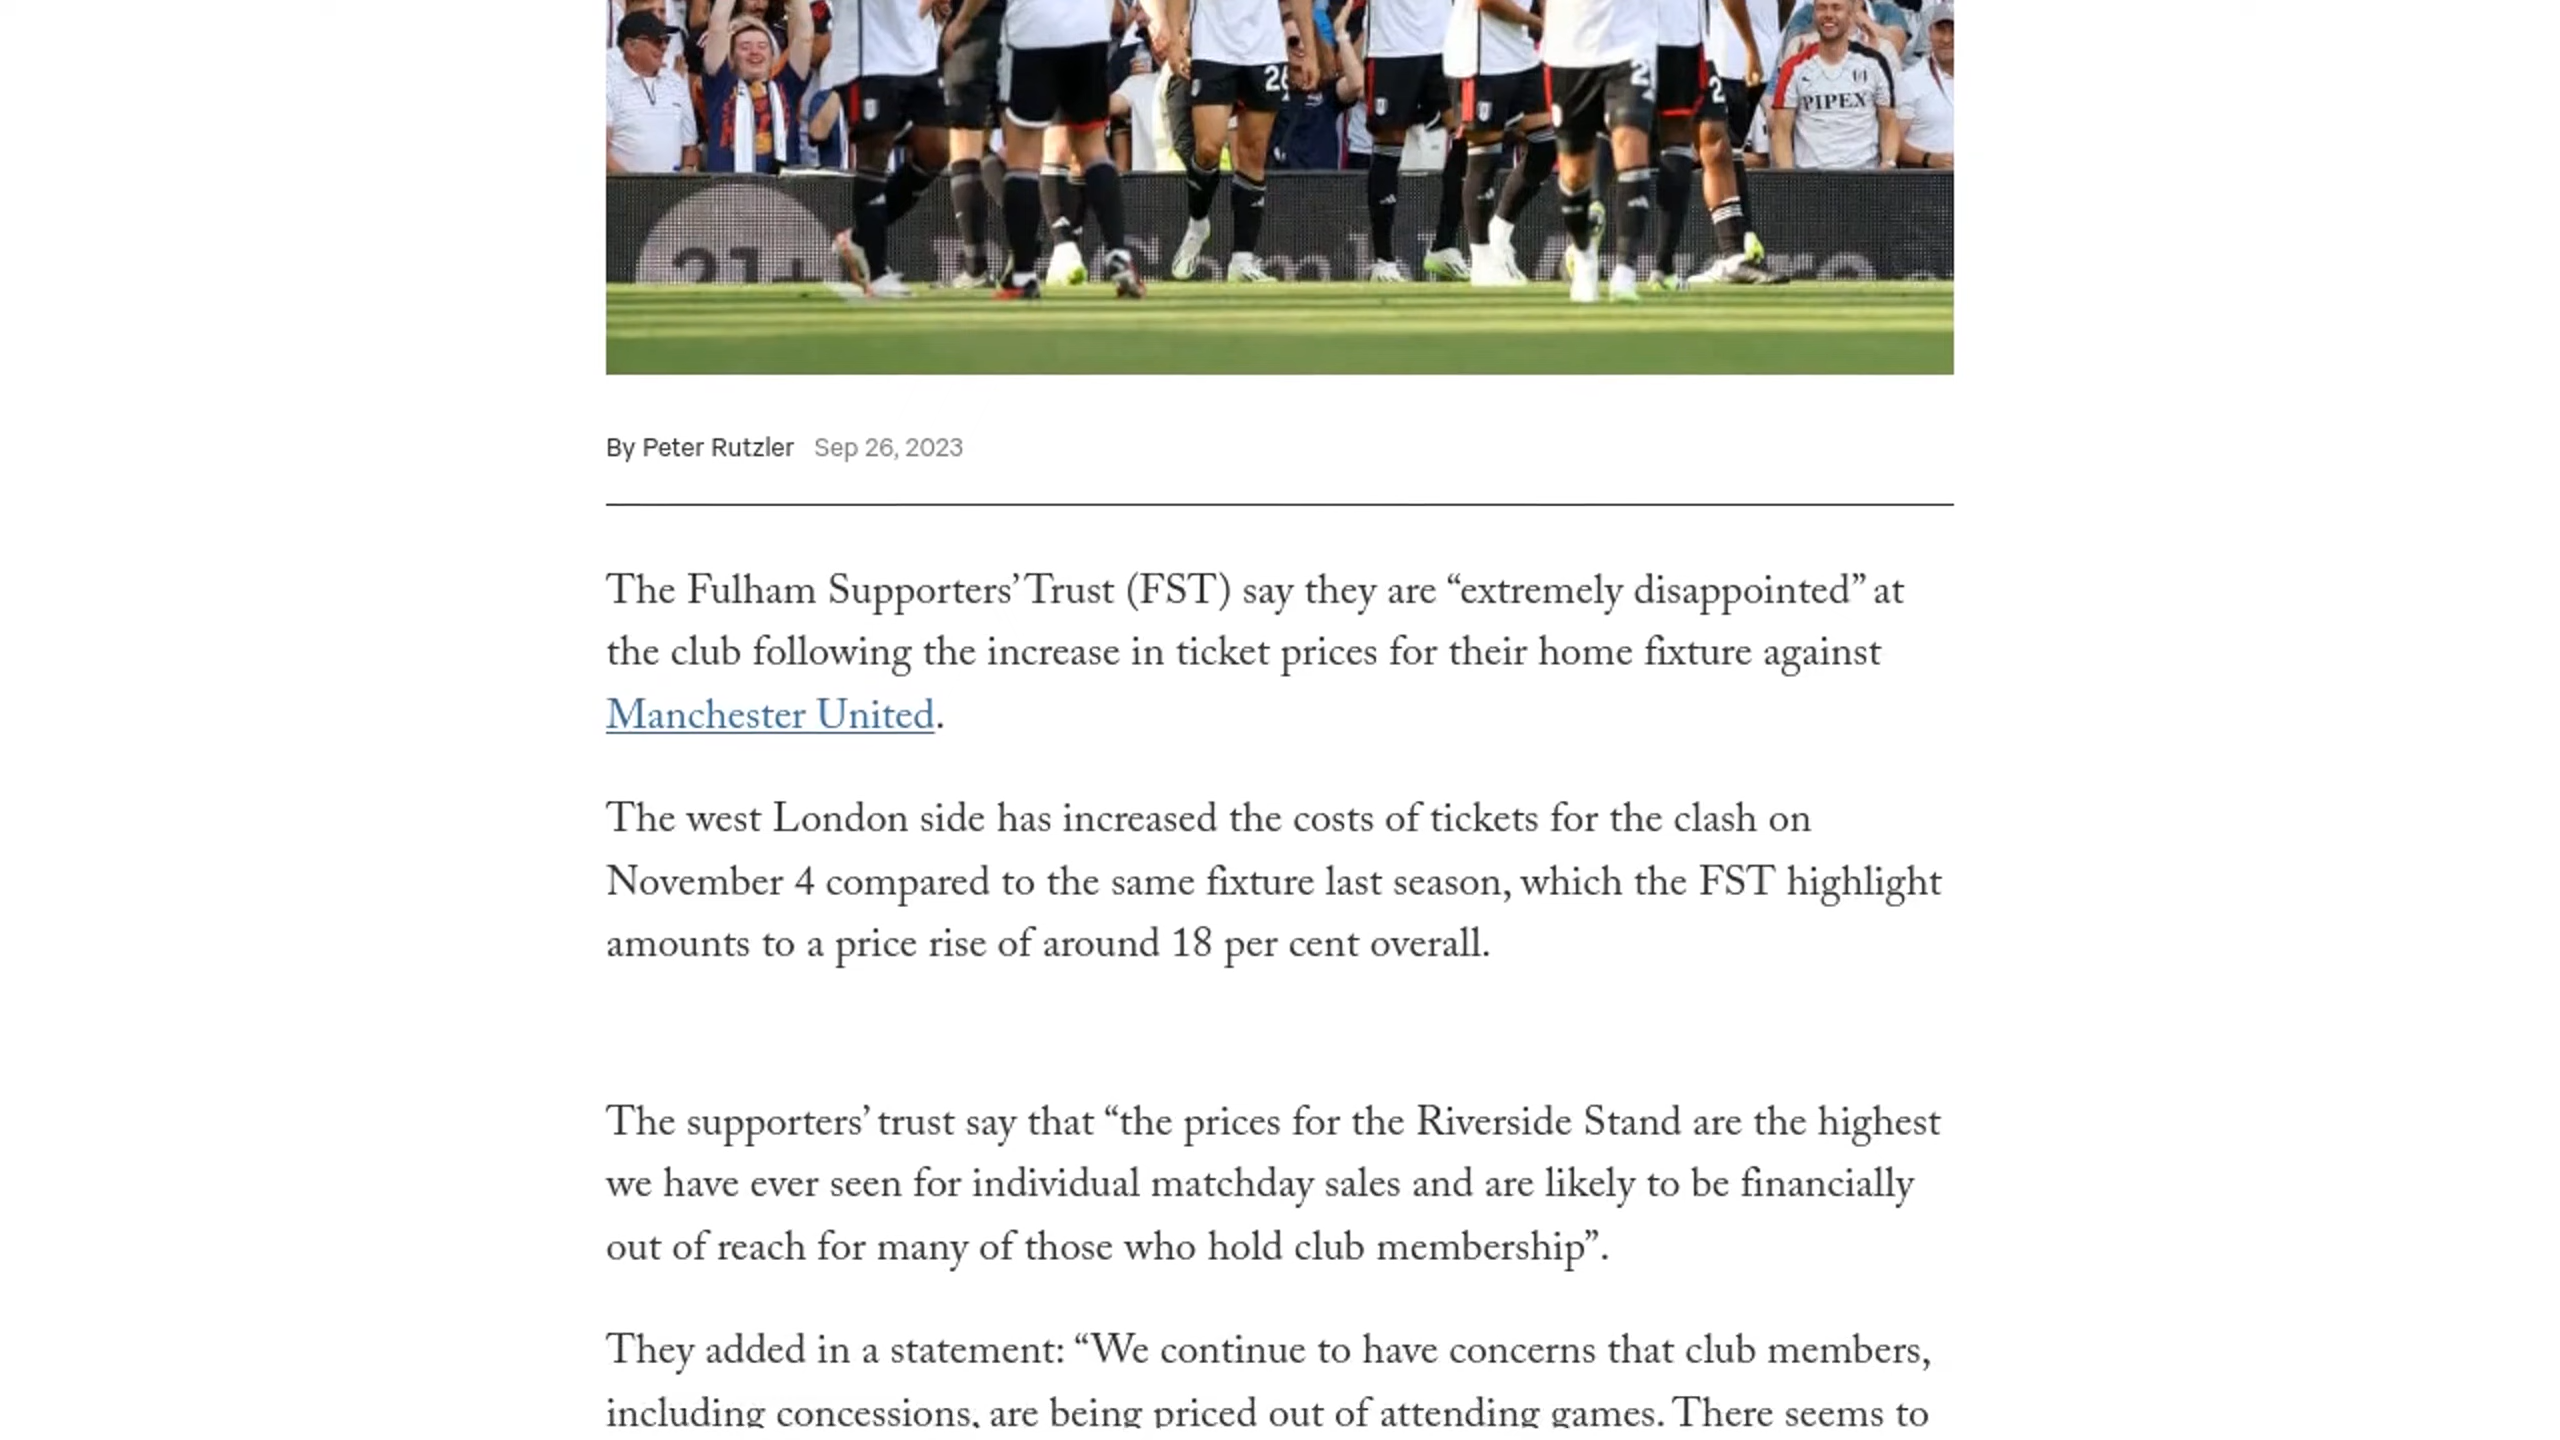 26
2
2
PIPEX
21+
By Peter Rutzler Sep 26, 2023
The Fulham Supporters’ Trust (FST) say they are “extremely disappointed” at
the club following the increase in ticket prices for their home fixture against
Manchester United.
The west London side has increased the costs of tickets for the clash on
November 4 compared to the same fixture last season, which the FST highlight
amounts to a price rise of around 18 per cent overall.
The supporters’ trust say that “the prices for the Riverside Stand are the highest
we have ever seen for individual matchday sales and are likely to be financially
out of reach for many of those who hold club membership”.
They added in a statement: “We continue to have concerns that club members,
including concessions, are being priced out of attending games. There seems to